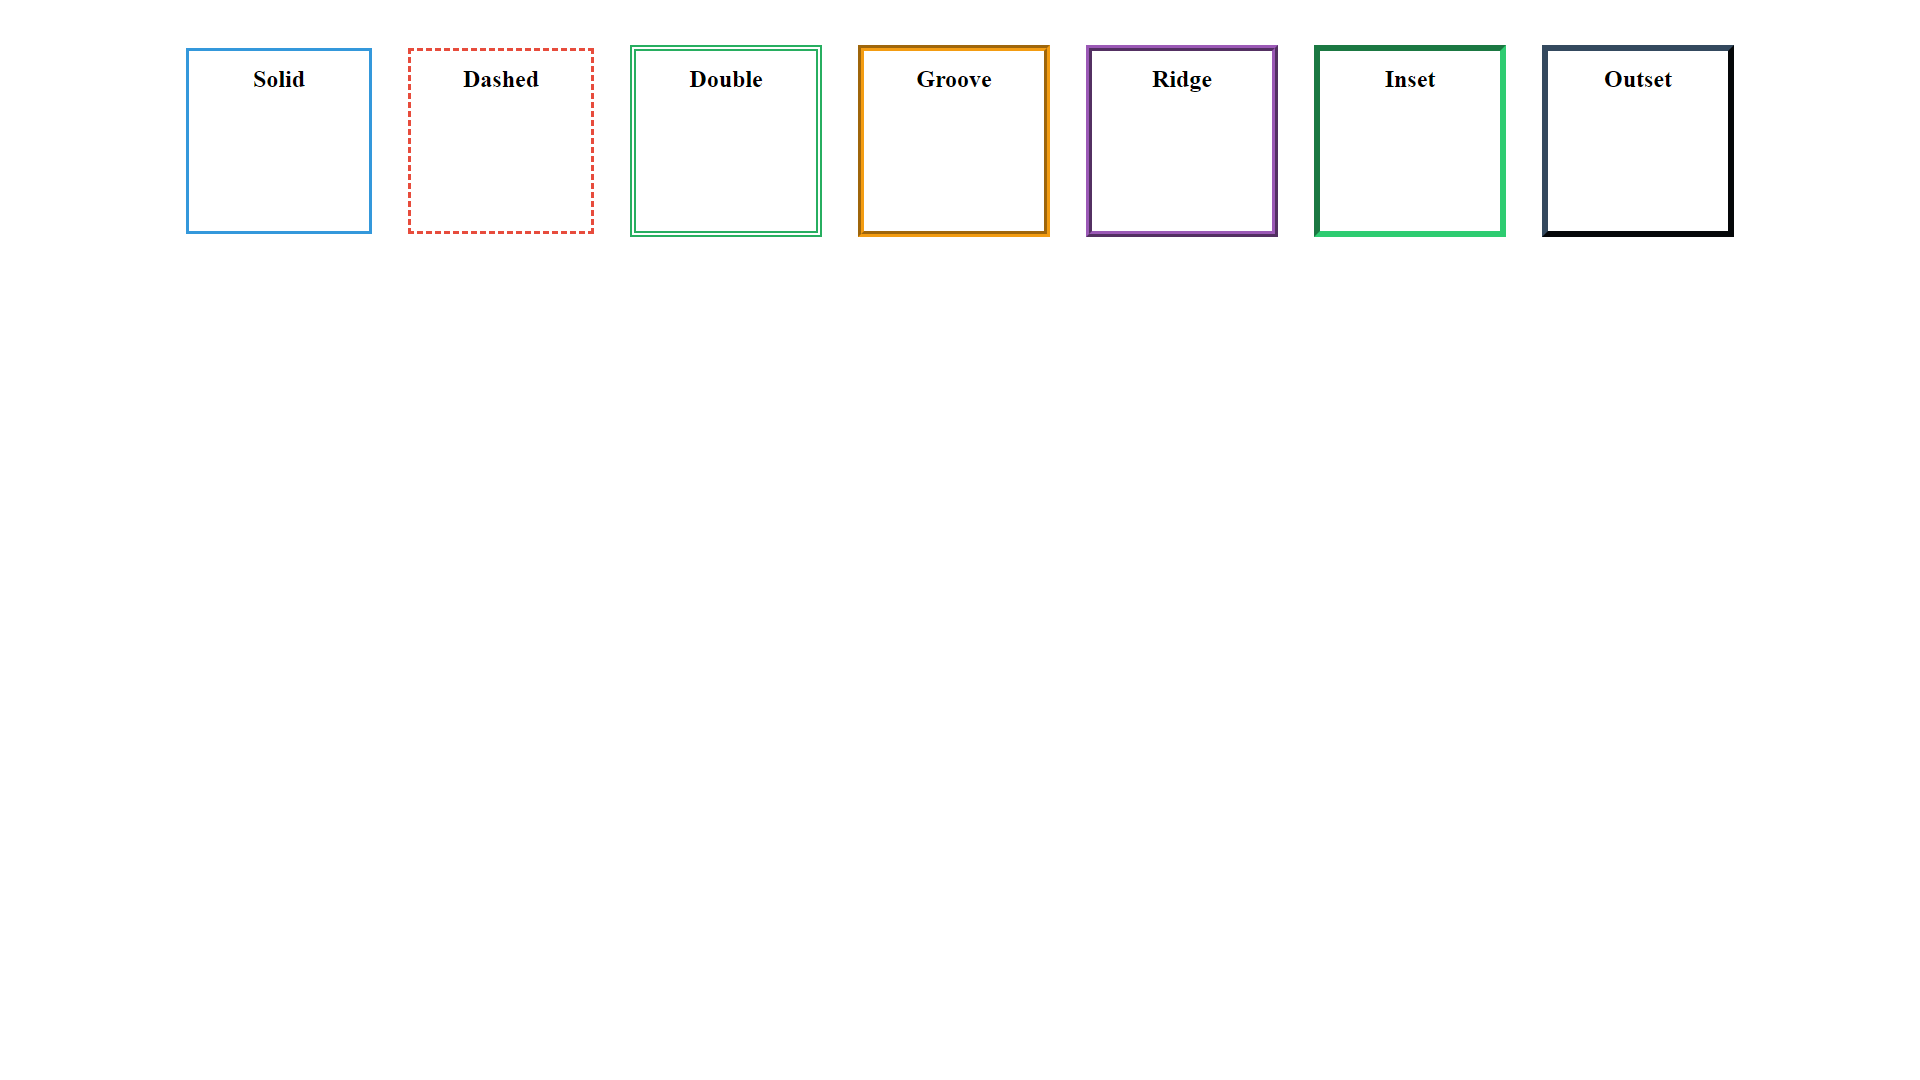 Solid
Dashed
Double
Groove
Ridge
Inset
Outset